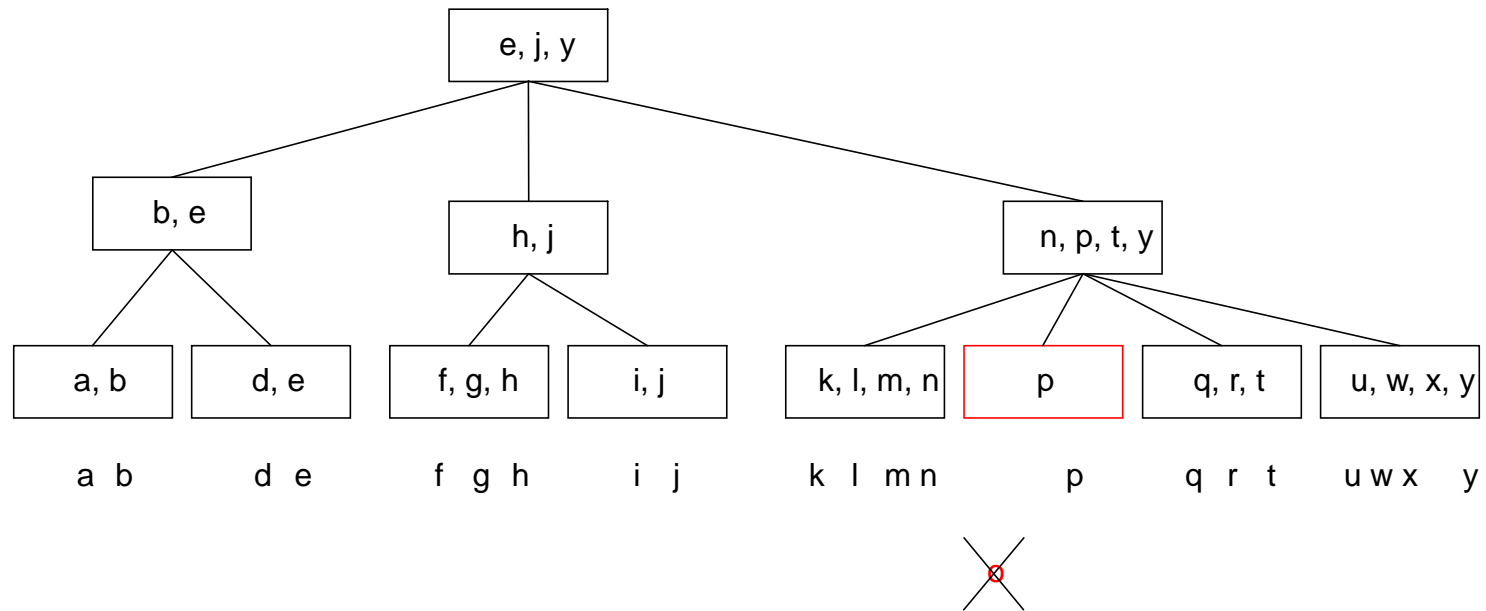 e, j, y
b, e
h, j
n, p, t, y
a, b
d, e
f, g, h
i, j
k, l, m, n
p
q, r, t
u, w, x, y
a b d e f g h i j k l m n p q r t u w x y
o